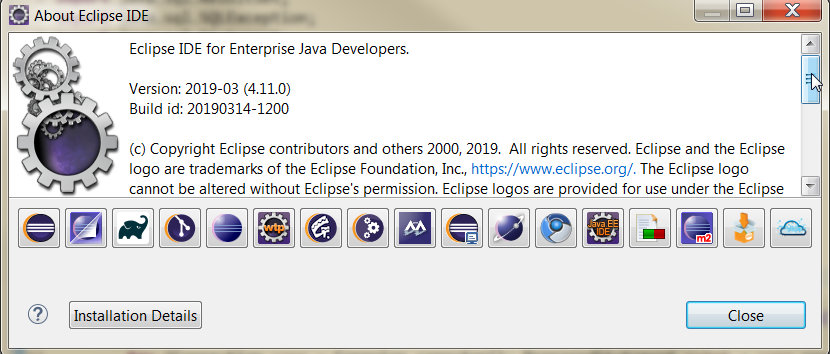 About Eclipse IDE
Eclipse IDE for Enterprise Java Developers.
Version: 2019-03 (4.11.0)
Build id: 20190314-1200
(c) Copyright Eclipse contributors and others 2000, 2019.  All rights reserved. Eclipse and the Eclipse
logo are trademarks of the Eclipse Foundation, Inc., https://www.eclipse.org/. The Eclipse logo
cannot be altered without Eclipse's permission. Eclipse logos are provided for use under the Eclipse
wtp
Java EE
IDE
m2
?
Installation Details
Close